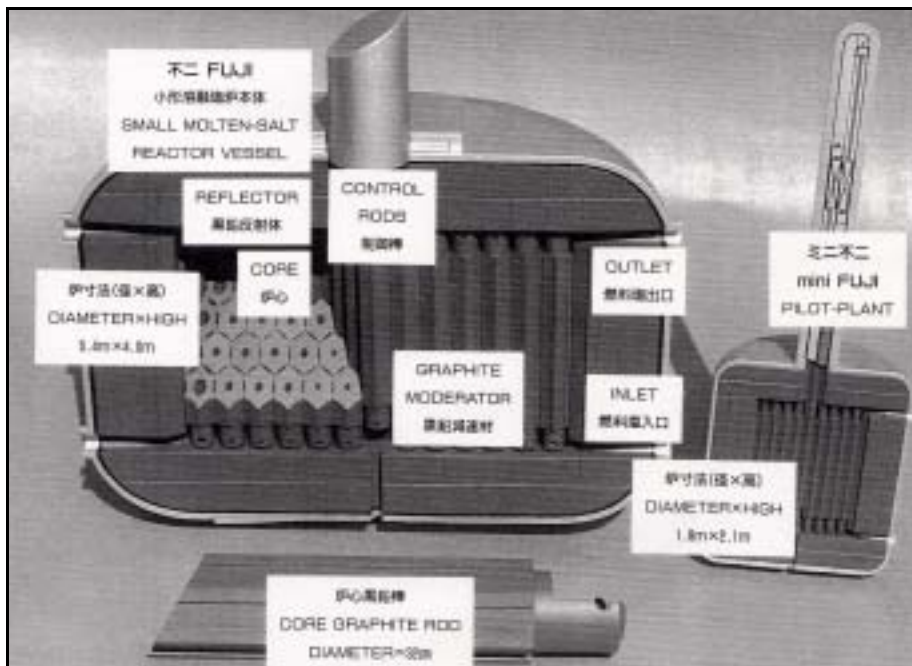 不二 FUJI
小形溶融塩炉本体
SMALL MOLTEN-SALT
REACTOR VESSEL
REFLECTOR
黒鉛反射体
CORE
炉心
CONTROL
RODS
制御棒
OUTLET
燃料塩出口
炉寸法(径×高)
DIAMETER×HIGH
GRAPHITE
MODERATOR
黒鉛減速材
INLET
燃料塩入口
ミニ不二
mini FUJI
PILOT-PLANT
炉寸法(径×高)
DIAMETER×HIGH
1.8m×2.1m
炉心黒鉛棒
CORE GRAPHITE ROD